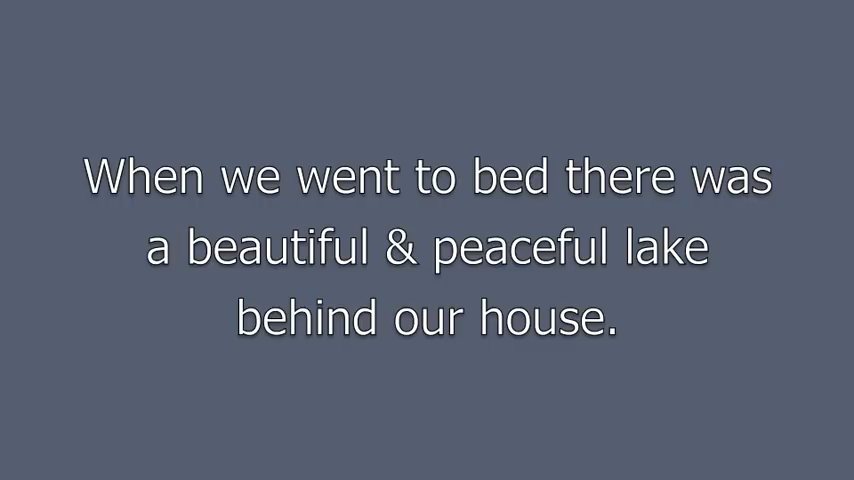 When we went to bed there was
a beautiful & peaceful lake
behind our house.